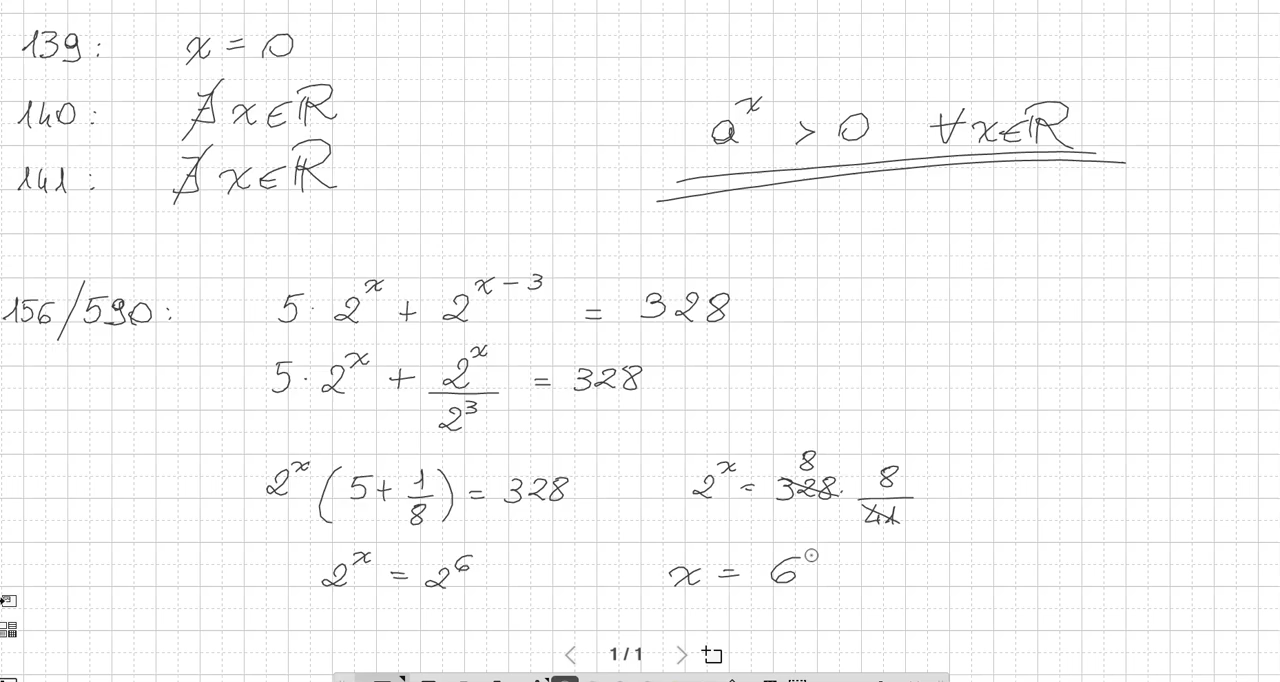 139: x = 0
140: ∄ x ∈ ℝ
141: ∄ x ∈ ℝ
a^x > 0 ∀ x ∈ ℝ
156/590: 5 · 2^x + 2^(x-3) = 328
5 · 2^x + 2^x/2^3 = 328
2^x (5 + 1/8) = 328
2^x = 328 · 8/41 8
2^x = 2^6
x = 6
1 / 1